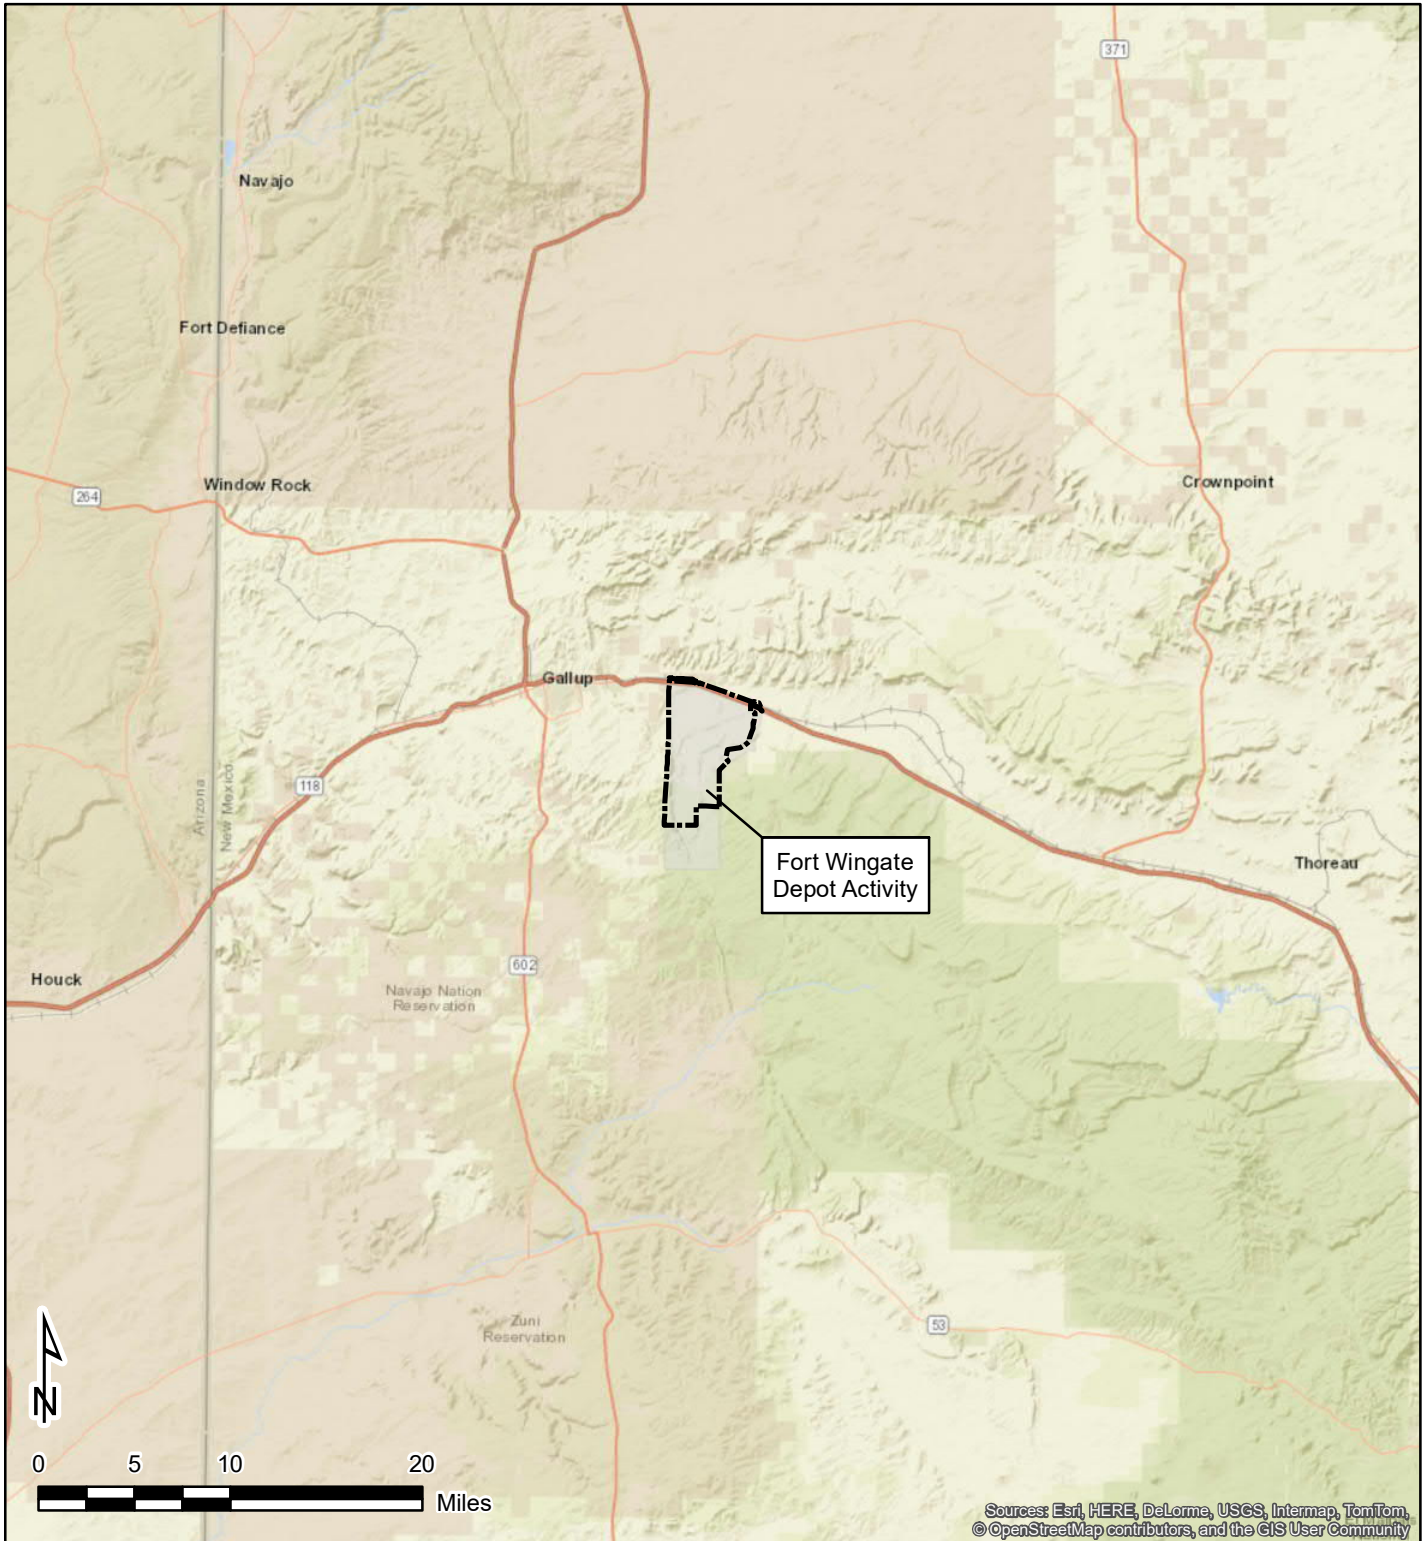 371
Navajo
Fort Defiance
Window Rock
264
Crownpoint
Gallup
118
Arizona
New Mexico
Fort Wingate
Depot Activity
Thoreau
602
Houck
Navajo Nation
Reservation
Zuni
Reservation
53
N
0 5 10 20
Miles
Sources: Esri, HERE, DeLorme, USGS, Intermap, TomTom,
© OpenStreetMap contributors, and the GIS User Community